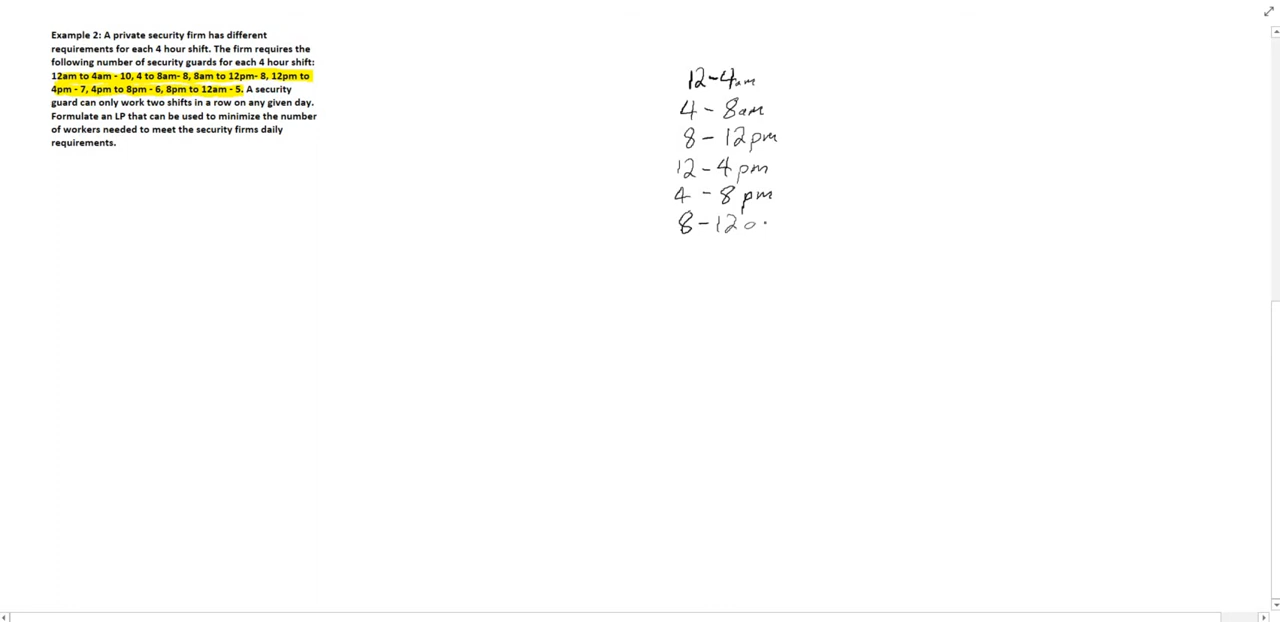 Example 2: A private security firm has different
requirements for each 4 hour shift. The firm requires the
following number of security guards for each 4 hour shift:
12am to 4am - 10, 4 to 8am- 8, 8am to 12pm- 8, 12pm to
4pm - 7, 4pm to 8pm - 6, 8pm to 12am - 5. A security
guard can only work two shifts in a row on any given day.
Formulate an LP that can be used to minimize the number
of workers needed to meet the security firms daily
requirements.
12-4am
4 - 8am
8 - 12pm
12-4pm
4 - 8pm
8-12